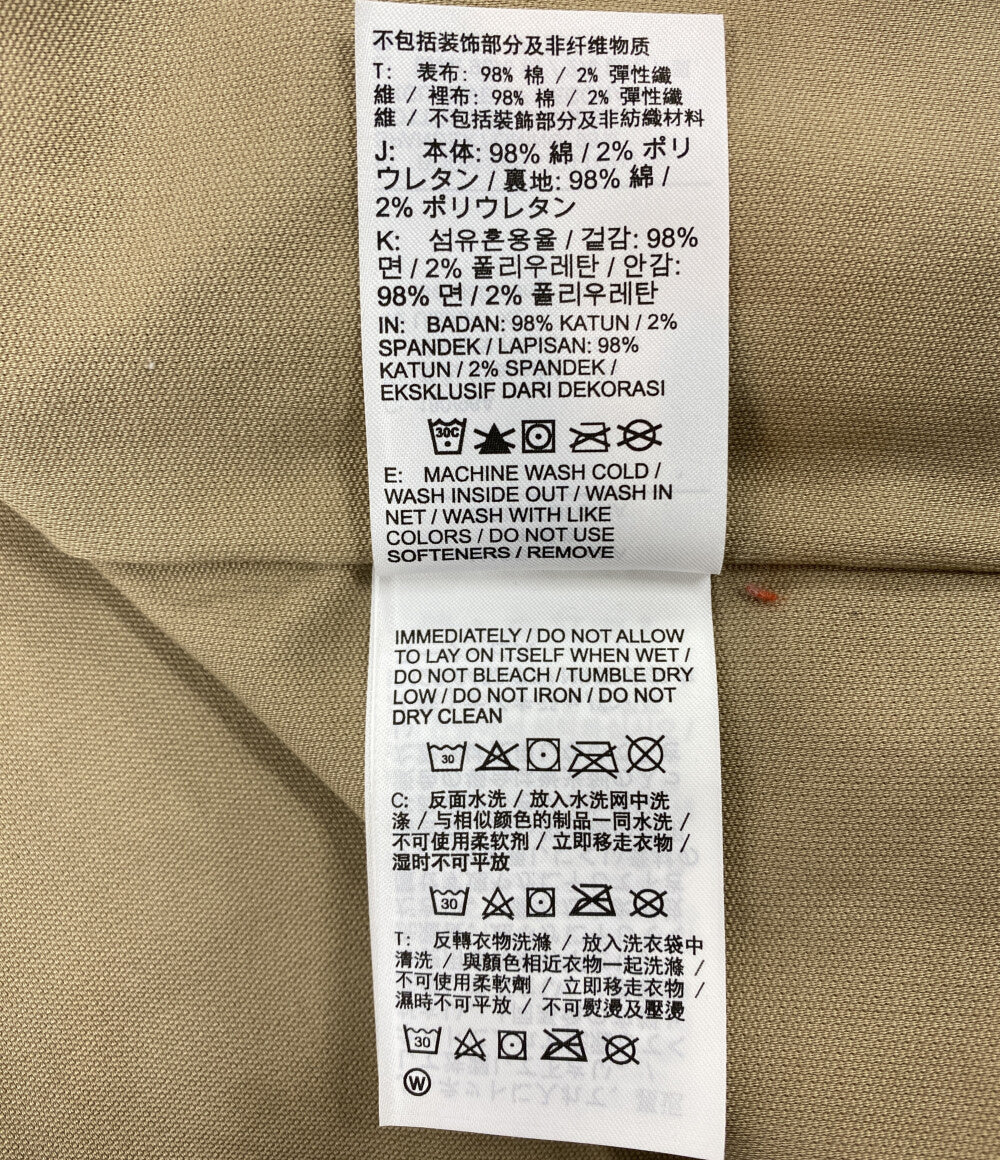 不包括装饰部分及非纤维物质
T: 表布: 98% 棉 / 2% 彈性纖
維 / 裡布: 98% 棉 / 2% 彈性纖
維 / 不包括裝飾部分及非紡織材料
J: 本体: 98% 綿 / 2% ポリ
ウレタン / 裏地: 98% 綿 /
2% ポリウレタン
K: 섬유혼용율 / 겉감: 98%
면 / 2% 폴리우레탄 / 안감:
98% 면 / 2% 폴리우레탄
IN: BADAN: 98% KATUN / 2%
SPANDEK / LAPISAN: 98%
KATUN / 2% SPANDEK /
EKSKLUSIF DARI DEKORASI
30C
E: MACHINE WASH COLD /
WASH INSIDE OUT / WASH IN
NET / WASH WITH LIKE
COLORS / DO NOT USE
SOFTENERS / REMOVE
IMMEDIATELY / DO NOT ALLOW
TO LAY ON ITSELF WHEN WET /
DO NOT BLEACH / TUMBLE DRY
LOW / DO NOT IRON / DO NOT
DRY CLEAN
30
C: 反面水洗 / 放入水洗网中洗
涤 / 与相似颜色的制品一同水洗 /
不可使用柔软剂 / 立即移走衣物 /
湿时不可平放
30
T: 反轉衣物洗滌 / 放入洗衣袋中
清洗 / 與顏色相近衣物一起洗滌 /
不可使用柔軟劑 / 立即移走衣物 /
濕時不可平放 / 不可熨燙及壓燙
30
W